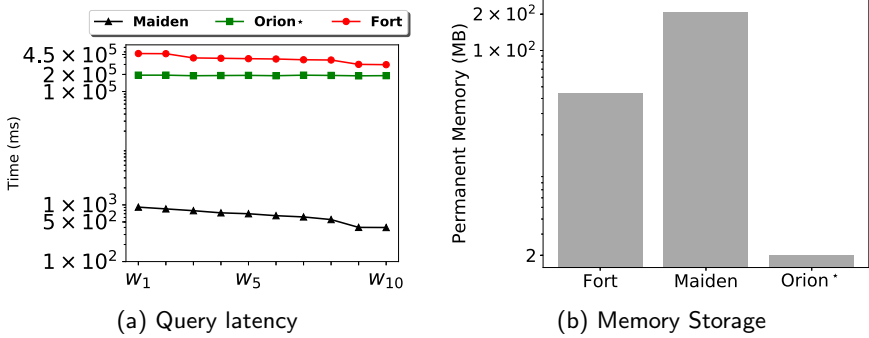 Maiden Orion⋆ Fort
Time (ms)
4.5 × 10⁵
2 × 10⁵
1 × 10⁵
1 × 10³
5 × 10²
1 × 10²
w₁ w₅ w₁₀
(a) Query latency
Permanent Memory (MB)
2 × 10²
1 × 10²
2
Fort Maiden Orion⋆
(b) Memory Storage